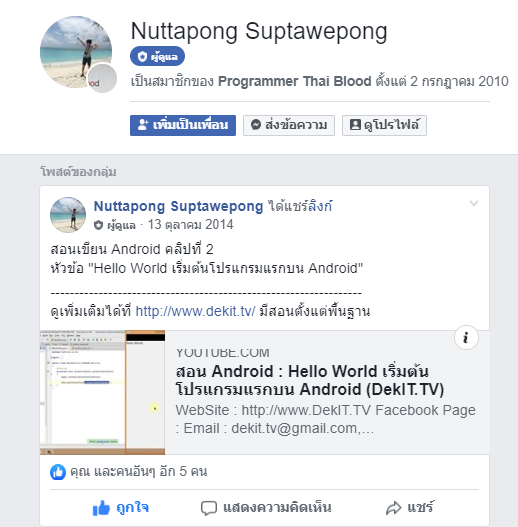 Nuttapong Suptawepong
ผู้ดูแล
เป็นสมาชิกของ Programmer Thai Blood ตั้งแต่ 2 กรกฎาคม 2010
เพิ่มเป็นเพื่อน ส่งข้อความ ดูโปรไฟล์
โพสต์ของกลุ่ม
Nuttapong Suptawepong ได้แชร์ลิงก์
ผู้ดูแล · 13 ตุลาคม 2014
สอนเขียน Android คลิปที่ 2
หัวข้อ "Hello World เริ่มต้นโปรแกรมแรกบน Android"
---------------------------------------------------------------
ดูเพิ่มเติมได้ที่ http://www.dekit.tv/ มีสอนตั้งแต่พื้นฐาน
YOUTUBE.COM
สอน Android : Hello World เริ่มต้น
โปรแกรมแรกบน Android (DekIT.TV)
WebSite : http://www.DekIT.TV Facebook Page
: Email : dekit.tv@gmail.com,...
คุณ และคนอื่นๆ อีก 5 คน
ถูกใจ แสดงความคิดเห็น แชร์